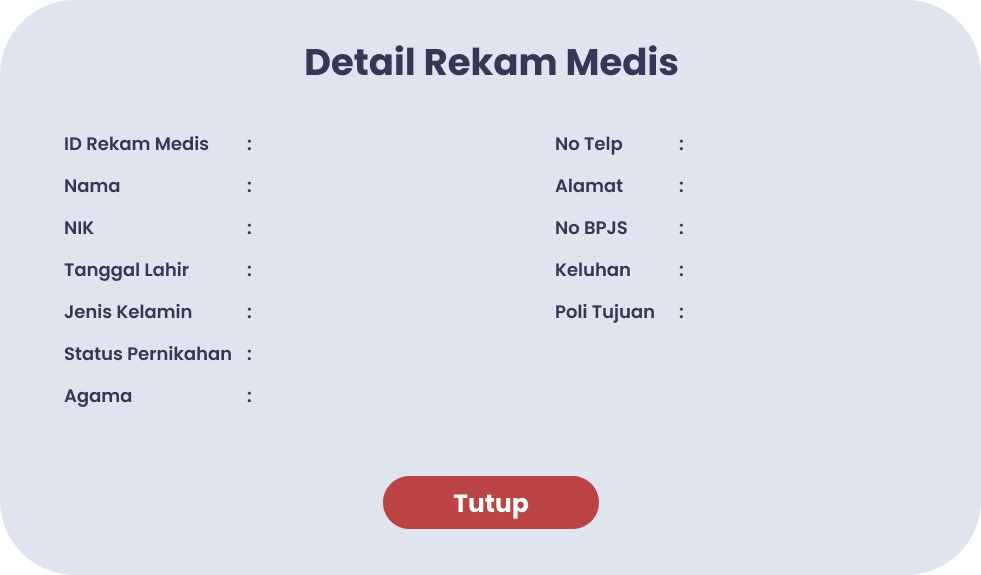 Detail Rekam Medis
ID Rekam Medis :
Nama :
NIK :
Tanggal Lahir :
Jenis Kelamin :
Status Pernikahan :
Agama :
No Telp :
Alamat :
No BPJS :
Keluhan :
Poli Tujuan :
Tutup